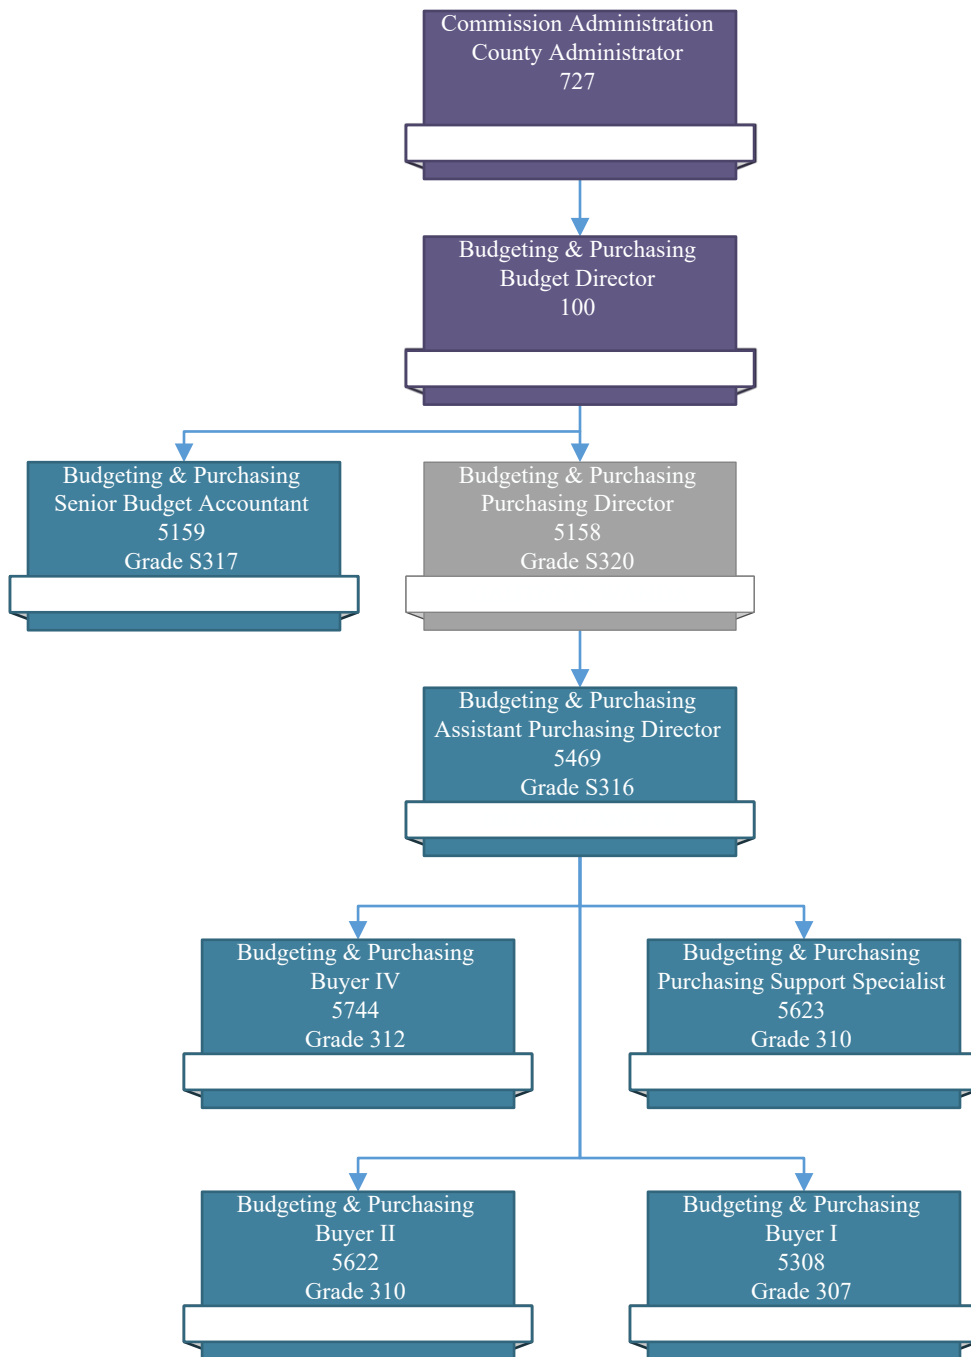 Commission Administration
County Administrator
727
Budgeting & Purchasing
Budget Director
100
Budgeting & Purchasing
Senior Budget Accountant
5159
Grade S317
Budgeting & Purchasing
Purchasing Director
5158
Grade S320
Budgeting & Purchasing
Assistant Purchasing Director
5469
Grade S316
Budgeting & Purchasing
Buyer IV
5744
Grade 312
Budgeting & Purchasing
Purchasing Support Specialist
5623
Grade 310
Budgeting & Purchasing
Buyer II
5622
Grade 310
Budgeting & Purchasing
Buyer I
5308
Grade 307